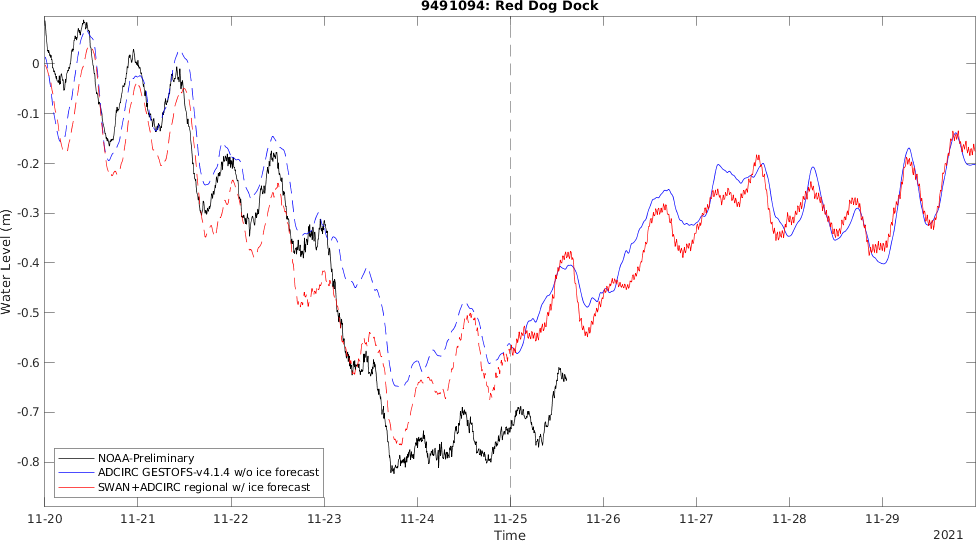 9491094: Red Dog Dock
Water Level (m)
0
-0.1
-0.2
-0.3
-0.4
-0.5
-0.6
-0.7
-0.8
NOAA-Preliminary
ADCIRC GESTOFS-v4.1.4 w/o ice forecast
SWAN+ADCIRC regional w/ ice forecast
11-20 11-21 11-22 11-23 11-24 11-25 11-26 11-27 11-28 11-29
Time
2021